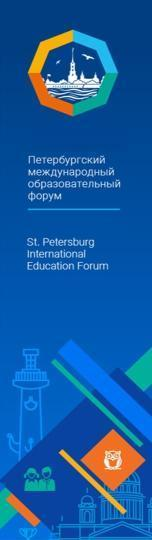 Петербургский
международный
образовательный
форум
St. Petersburg
International
Education Forum